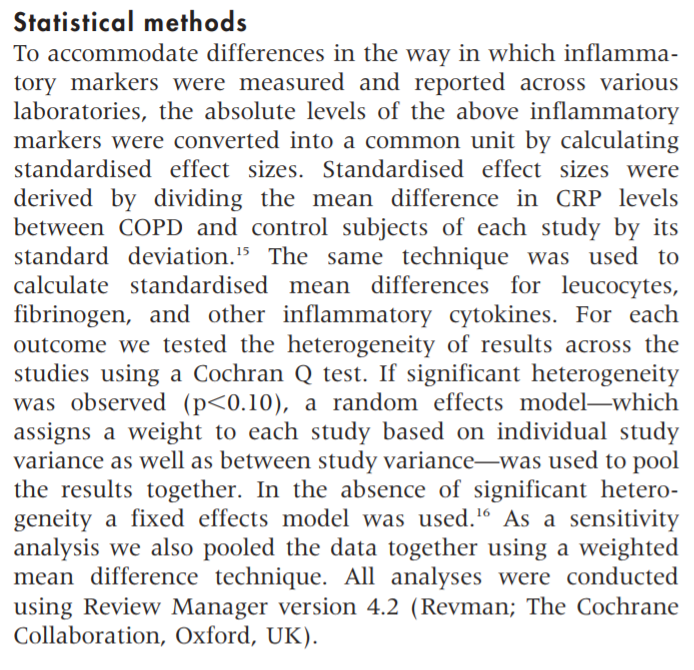 Statistical methods
To accommodate differences in the way in which inflamma-
tory markers were measured and reported across various
laboratories, the absolute levels of the above inflammatory
markers were converted into a common unit by calculating
standardised effect sizes. Standardised effect sizes were
derived by dividing the mean difference in CRP levels
between COPD and control subjects of each study by its
standard deviation.¹⁵ The same technique was used to
calculate standardised mean differences for leucocytes,
fibrinogen, and other inflammatory cytokines. For each
outcome we tested the heterogeneity of results across the
studies using a Cochran Q test. If significant heterogeneity
was observed (p<0.10), a random effects model—which
assigns a weight to each study based on individual study
variance as well as between study variance—was used to pool
the results together. In the absence of significant hetero-
geneity a fixed effects model was used.¹⁶ As a sensitivity
analysis we also pooled the data together using a weighted
mean difference technique. All analyses were conducted
using Review Manager version 4.2 (Revman; The Cochrane
Collaboration, Oxford, UK).